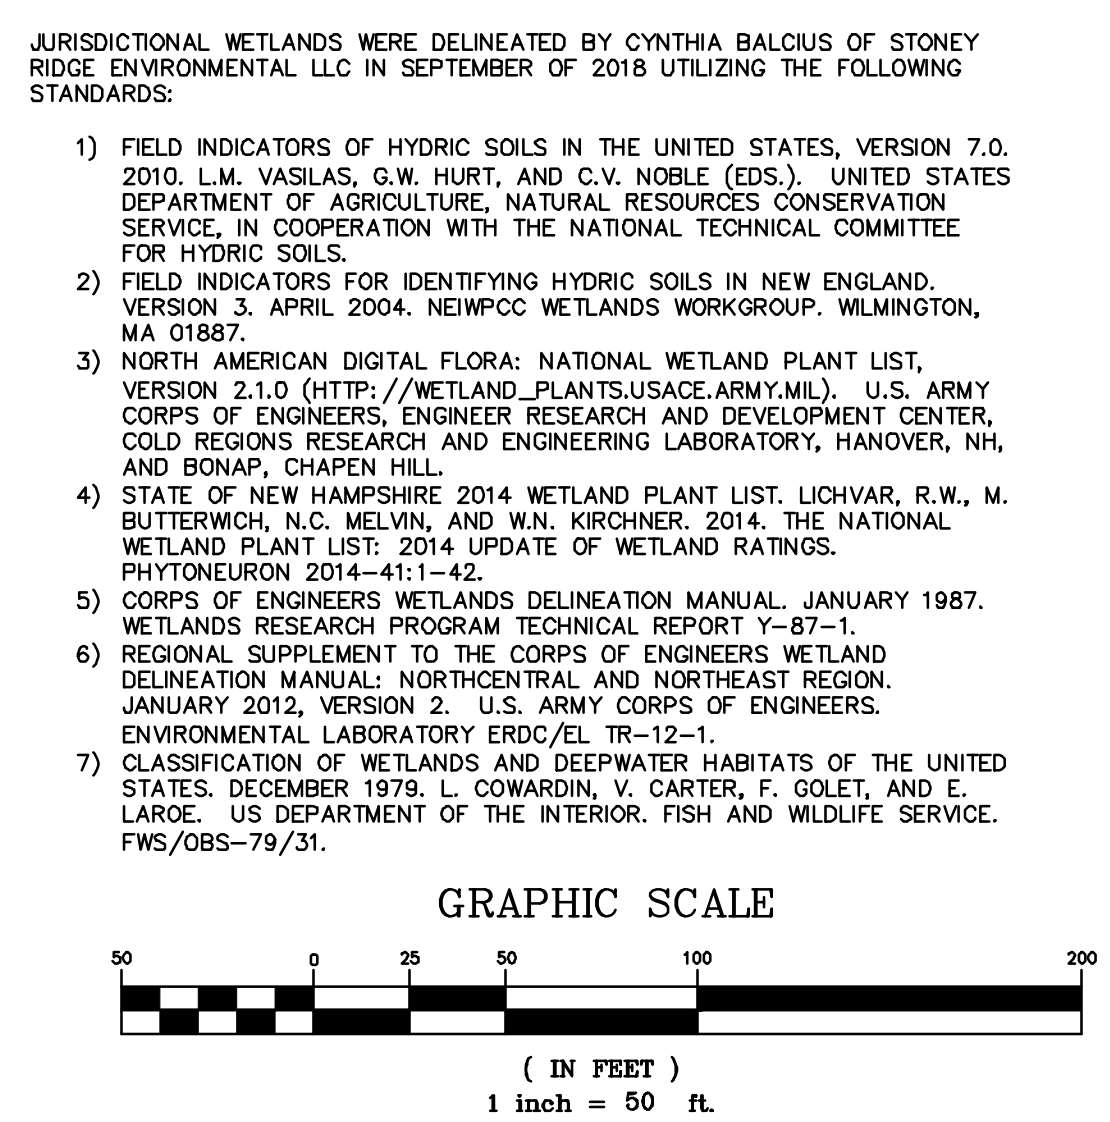 JURISDICTIONAL WETLANDS WERE DELINEATED BY CYNTHIA BALCIUS OF STONEY
RIDGE ENVIRONMENTAL LLC IN SEPTEMBER OF 2018 UTILIZING THE FOLLOWING
STANDARDS:
1) FIELD INDICATORS OF HYDRIC SOILS IN THE UNITED STATES, VERSION 7.0.
2010. L.M. VASILAS, G.W. HURT, AND C.V. NOBLE (EDS.). UNITED STATES
DEPARTMENT OF AGRICULTURE, NATURAL RESOURCES CONSERVATION
SERVICE, IN COOPERATION WITH THE NATIONAL TECHNICAL COMMITTEE
FOR HYDRIC SOILS.
2) FIELD INDICATORS FOR IDENTIFYING HYDRIC SOILS IN NEW ENGLAND.
VERSION 3. APRIL 2004. NEIWPCC WETLANDS WORKGROUP. WILMINGTON,
MA 01887.
3) NORTH AMERICAN DIGITAL FLORA: NATIONAL WETLAND PLANT LIST,
VERSION 2.1.0 (HTTP: //WETLAND_PLANTS.USACE.ARMY.MIL). U.S. ARMY
CORPS OF ENGINEERS, ENGINEER RESEARCH AND DEVELOPMENT CENTER,
COLD REGIONS RESEARCH AND ENGINEERING LABORATORY, HANOVER, NH,
AND BONAP, CHAPEN HILL.
4) STATE OF NEW HAMPSHIRE 2014 WETLAND PLANT LIST. LICHVAR, R.W., M.
BUTTERWICH, N.C. MELVIN, AND W.N. KIRCHNER. 2014. THE NATIONAL
WETLAND PLANT LIST: 2014 UPDATE OF WETLAND RATINGS.
PHYTONEURON 2014-41:1-42.
5) CORPS OF ENGINEERS WETLANDS DELINEATION MANUAL. JANUARY 1987.
WETLANDS RESEARCH PROGRAM TECHNICAL REPORT Y-87-1.
6) REGIONAL SUPPLEMENT TO THE CORPS OF ENGINEERS WETLAND
DELINEATION MANUAL: NORTHCENTRAL AND NORTHEAST REGION.
JANUARY 2012, VERSION 2. U.S. ARMY CORPS OF ENGINEERS.
ENVIRONMENTAL LABORATORY ERDC/EL TR-12-1.
7) CLASSIFICATION OF WETLANDS AND DEEPWATER HABITATS OF THE UNITED
STATES. DECEMBER 1979. L. COWARDIN, V. CARTER, F. GOLET, AND E.
LAROE. US DEPARTMENT OF THE INTERIOR. FISH AND WILDLIFE SERVICE.
FWS/OBS-79/31.
GRAPHIC SCALE
50 0 25 50 100 200
( IN FEET )
1 inch = 50 ft.